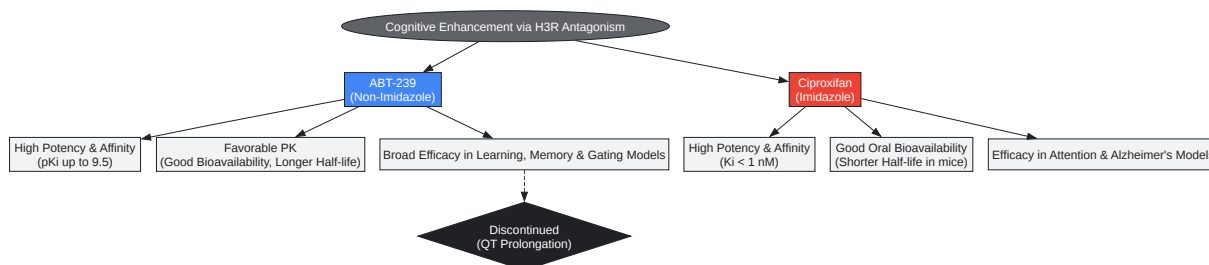 Cognitive Enhancement via H3R Antagonism
ABT-239
(Non-Imidazole)
Ciproxifan
(Imidazole)
High Potency & Affinity
(pKi up to 9.5)
Favorable PK
(Good Bioavailability, Longer Half-life)
Broad Efficacy in Learning, Memory & Gating Models
High Potency & Affinity
(Ki < 1 nM)
Good Oral Bioavailability
(Shorter Half-life in mice)
Efficacy in Attention & Alzheimer's Models
Discontinued
(QT Prolongation)